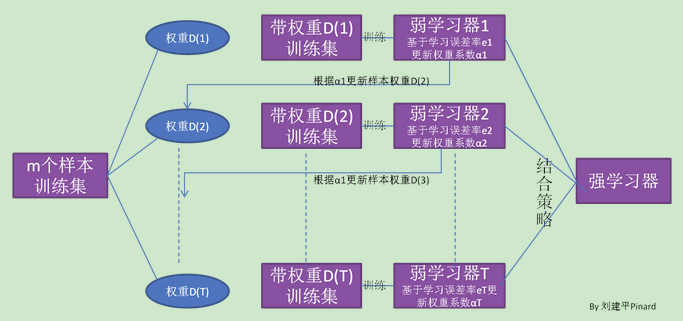 权重D(1)
带权重D(1)
训练集
训练
弱学习器1
基于学习误差率e1
更新权重系数α1
根据α1更新样本权重D(2)
权重D(2)
带权重D(2)
训练集
训练
弱学习器2
基于学习误差率e2
更新权重系数α2
m个样本
训练集
根据α1更新样本权重D(3)
结合策略
强学习器
权重D(T)
带权重D(T)
训练集
训练
弱学习器T
基于学习误差率eT更
新权重系数αT
By 刘建平Pinard